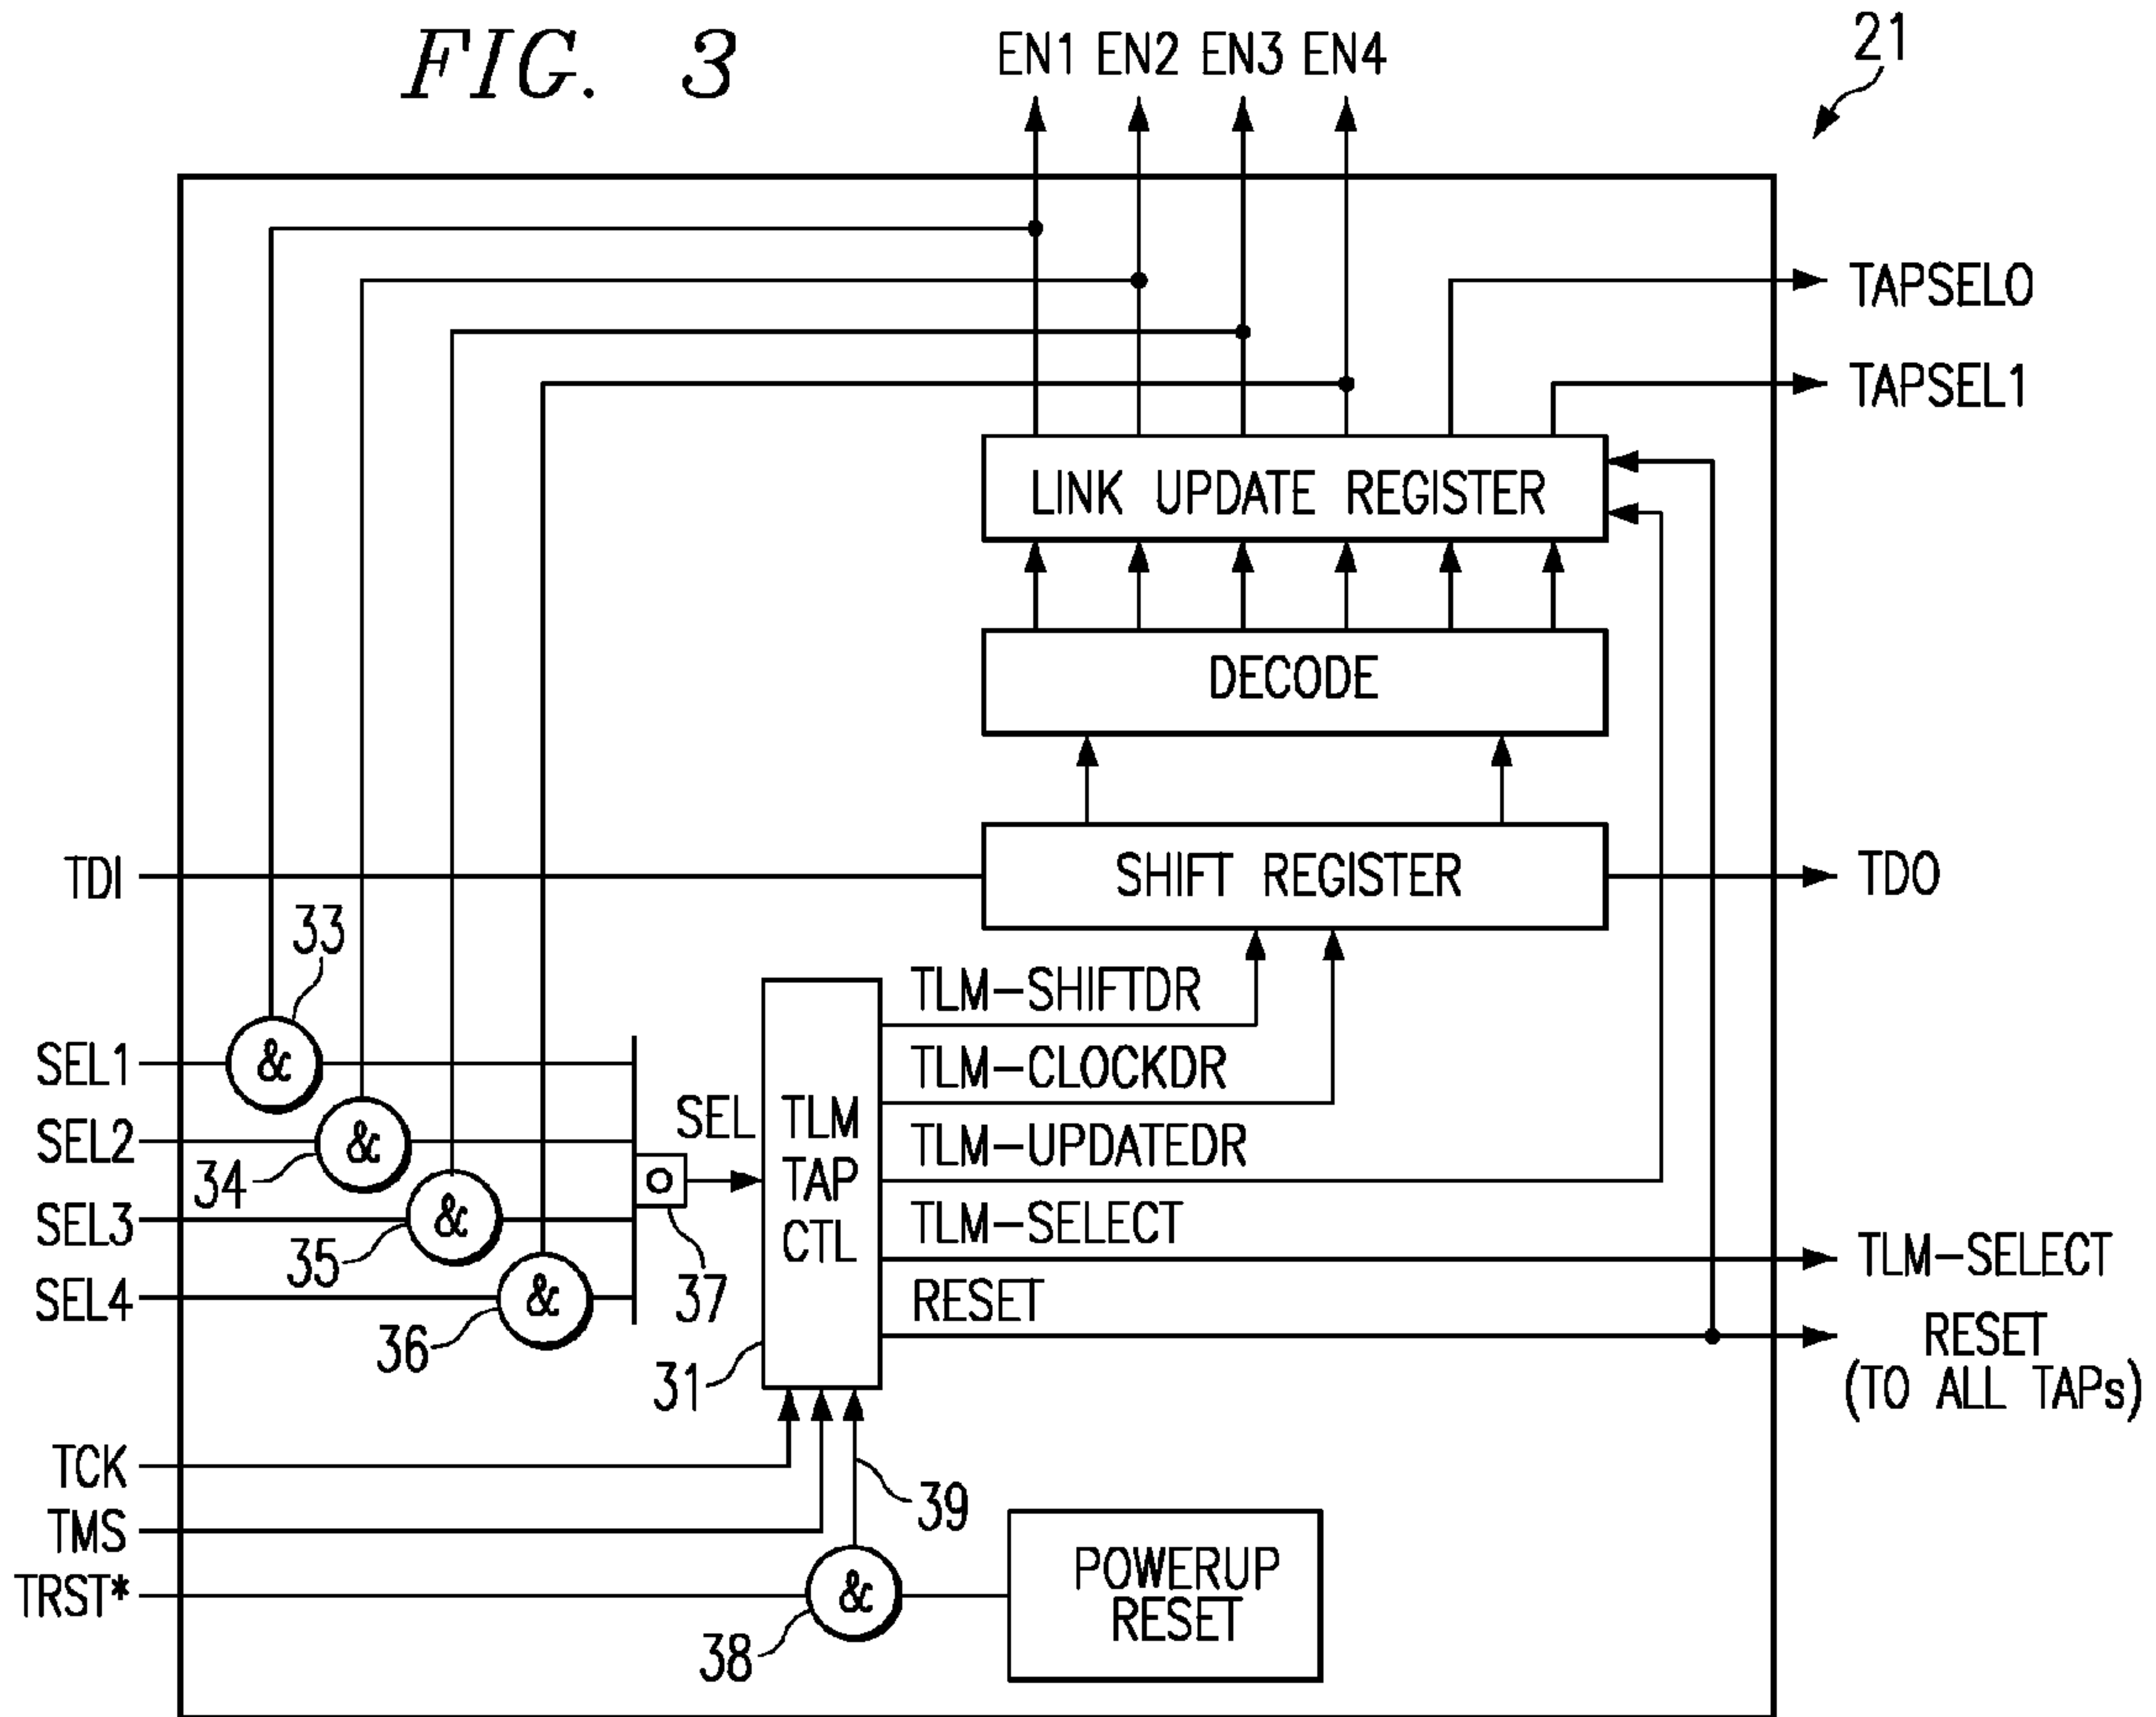 FIG. 3
EN1 EN2 EN3 EN4
21
TAPSEL0
TAPSEL1
LINK UPDATE REGISTER
DECODE
TDI
SHIFT REGISTER
TDO
33
TLM-SHIFTDR
SEL1
&
TLM-CLOCKDR
SEL2
&
SEL
TLM
TAP
CTL
TLM-UPDATEDR
34
O
SEL3
&
TLM-SELECT
TLM-SELECT
35
37
SEL4
&
RESET
RESET
(TO ALL TAPs)
36
31
TCK
39
TMS
POWERUP
RESET
TRST*
&
38